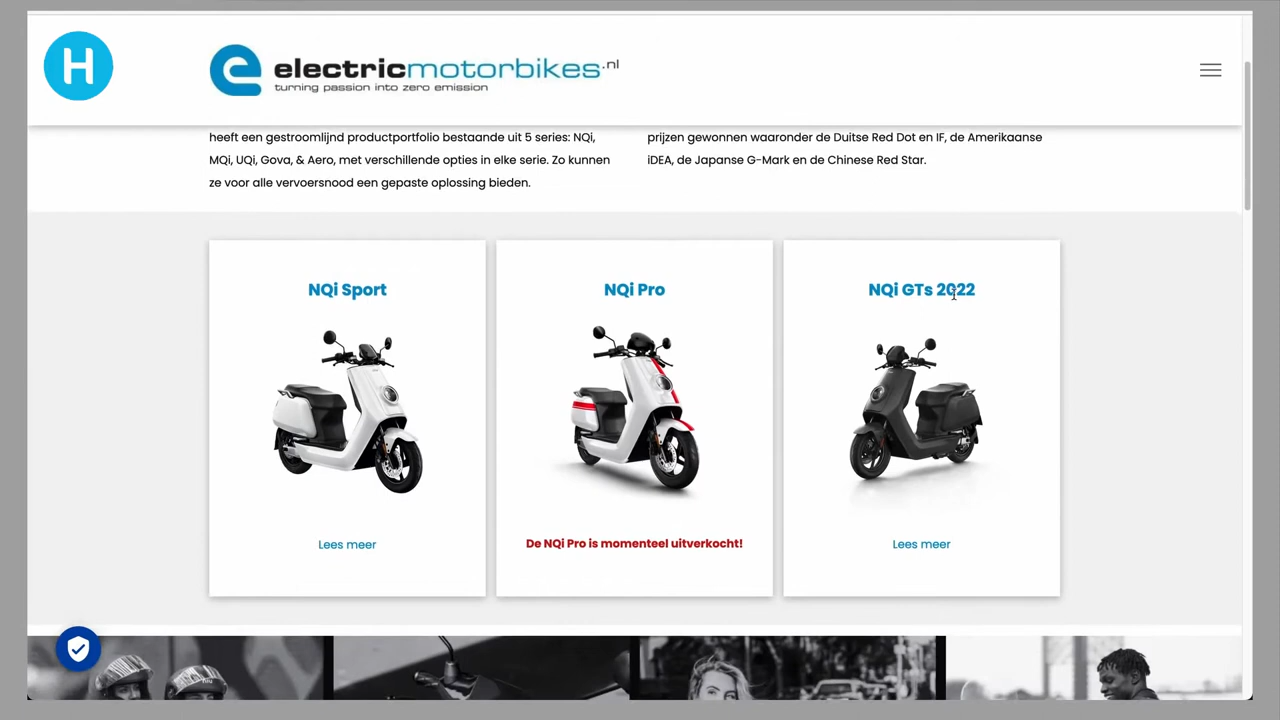 H
electricmotorbikes.nl
turning passion into zero emission
heeft een gestroomlijnd productportfolio bestaande uit 5 series: NQi,
MQi, UQi, Gova, & Aero, met verschillende opties in elke serie. Zo kunnen
ze voor alle vervoersnood een gepaste oplossing bieden.
prijzen gewonnen waaronder de Duitse Red Dot en IF, de Amerikaanse
iDEA, de Japanse G-Mark en de Chinese Red Star.
NQi Sport
Lees meer
NQi Pro
De NQi Pro is momenteel uitverkocht!
NQi GTs 2022
Lees meer